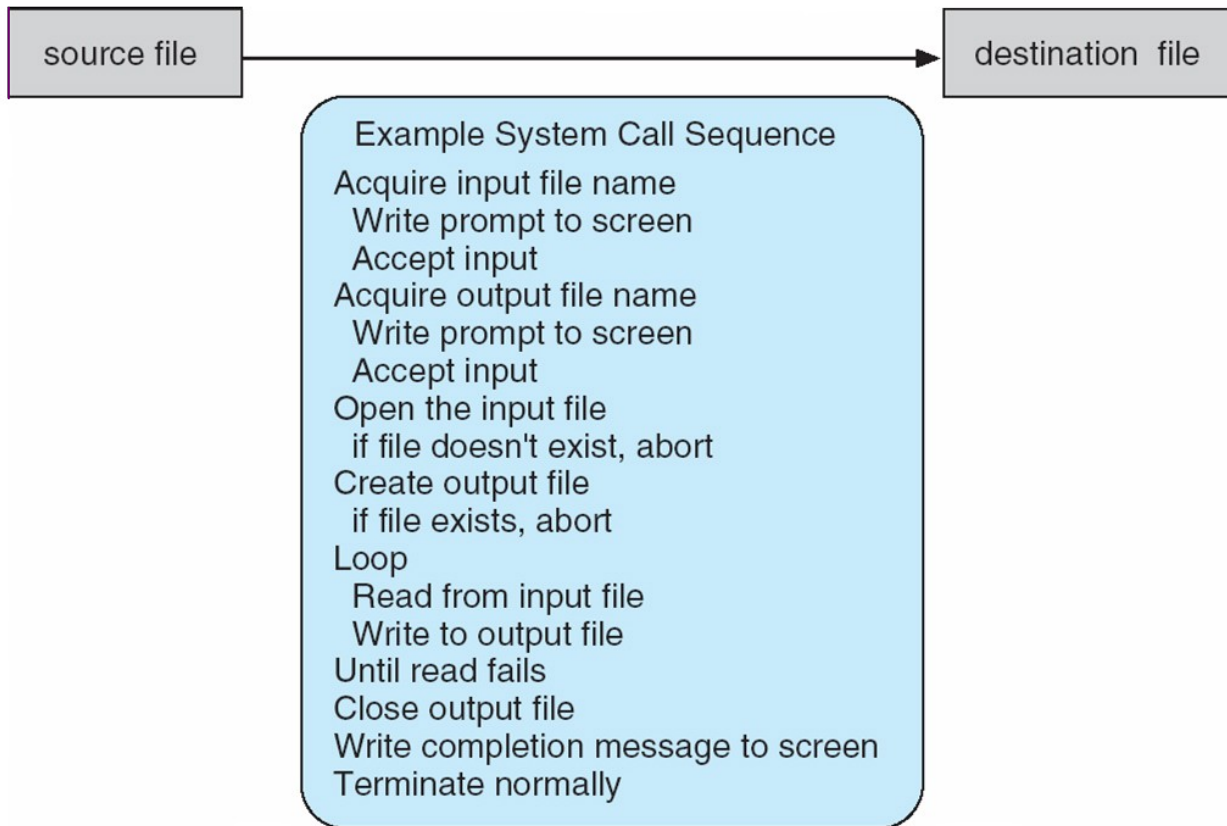 source file
destination file
Example System Call Sequence
Acquire input file name
Write prompt to screen
Accept input
Acquire output file name
Write prompt to screen
Accept input
Open the input file
if file doesn't exist, abort
Create output file
if file exists, abort
Loop
Read from input file
Write to output file
Until read fails
Close output file
Write completion message to screen
Terminate normally